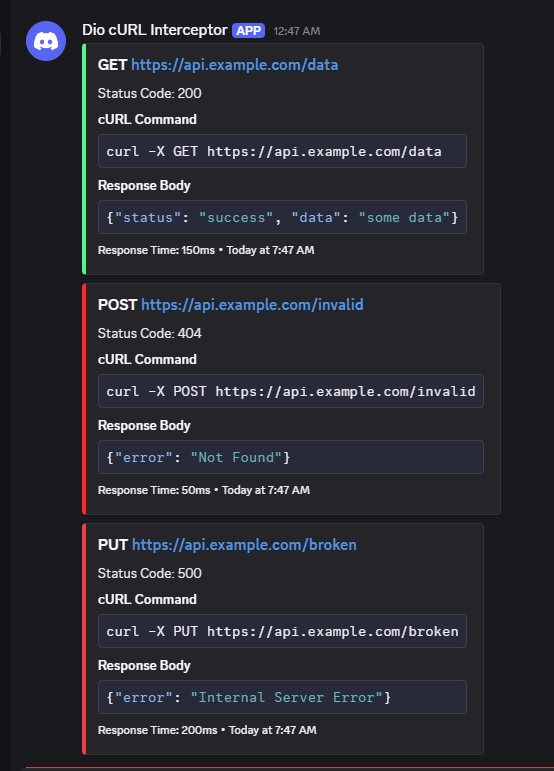 Dio cURL Interceptor APP 12:47 AM
GET https://api.example.com/data
Status Code: 200
cURL Command
curl -X GET https://api.example.com/data
Response Body
{"status": "success", "data": "some data"}
Response Time: 150ms • Today at 7:47 AM
POST https://api.example.com/invalid
Status Code: 404
cURL Command
curl -X POST https://api.example.com/invalid
Response Body
{"error": "Not Found"}
Response Time: 50ms • Today at 7:47 AM
PUT https://api.example.com/broken
Status Code: 500
cURL Command
curl -X PUT https://api.example.com/broken
Response Body
{"error": "Internal Server Error"}
Response Time: 200ms • Today at 7:47 AM